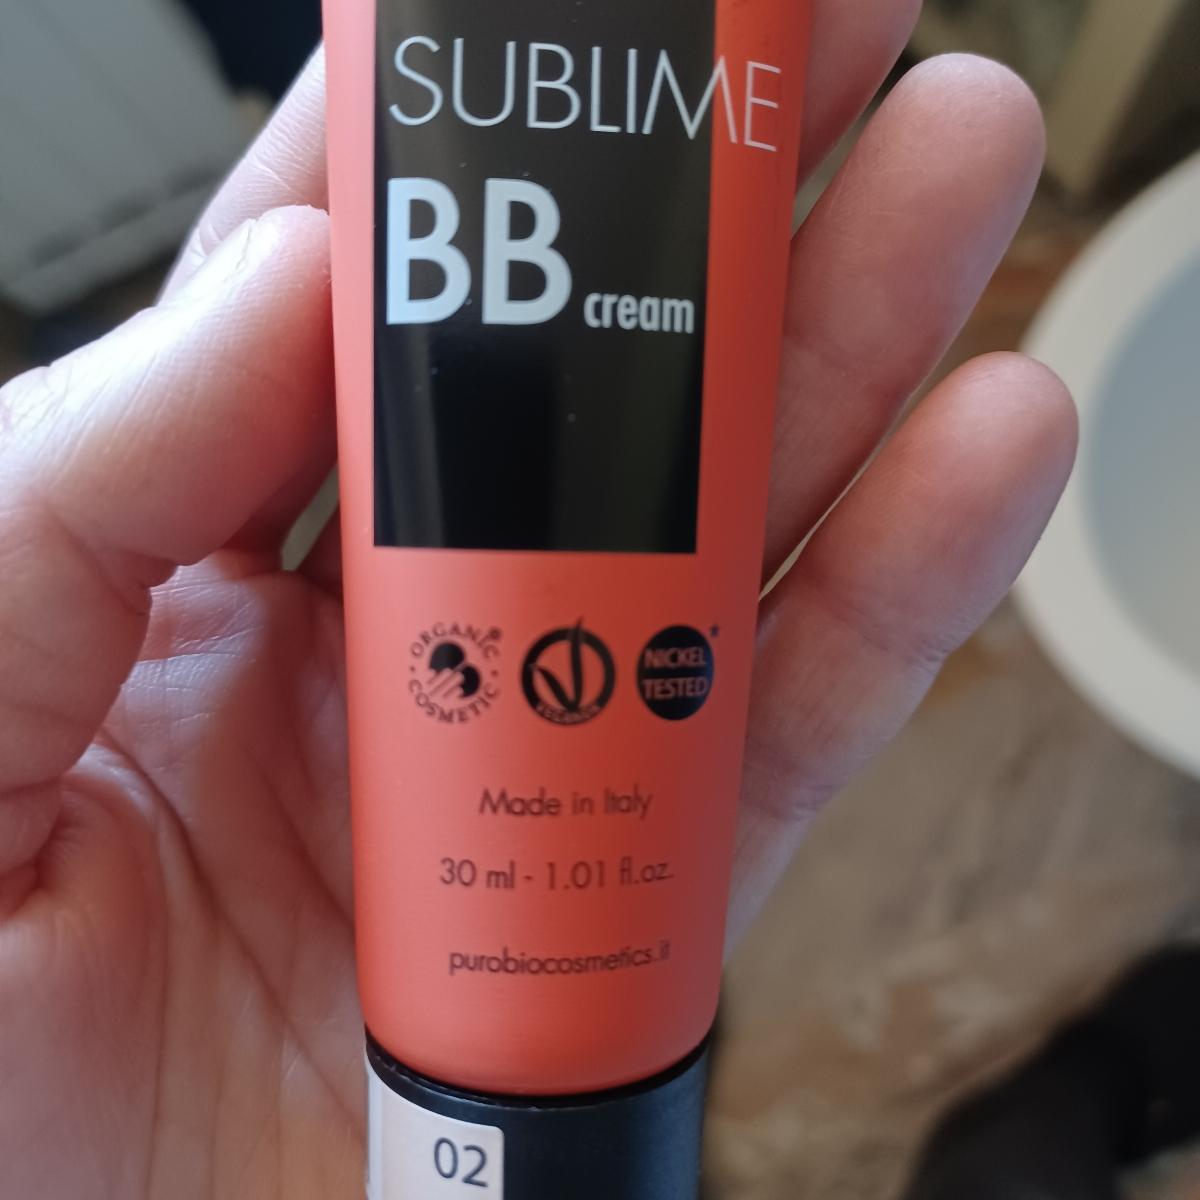 SUBLIME
BB cream
ORGANIC
COSMETIC
NICKEL
TESTED*
Made in Italy
30 ml - 1.01 fl.oz.
purobiocosmetics.it
02